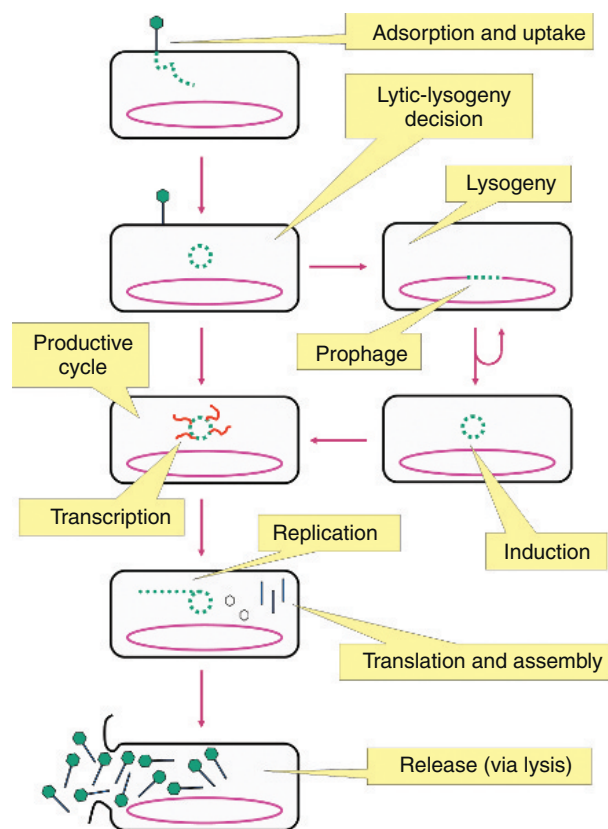 Adsorption and uptake
Lytic-lysogeny
decision
Lysogeny
Prophage
Productive
cycle
Transcription
Induction
Replication
Translation and assembly
Release (via lysis)